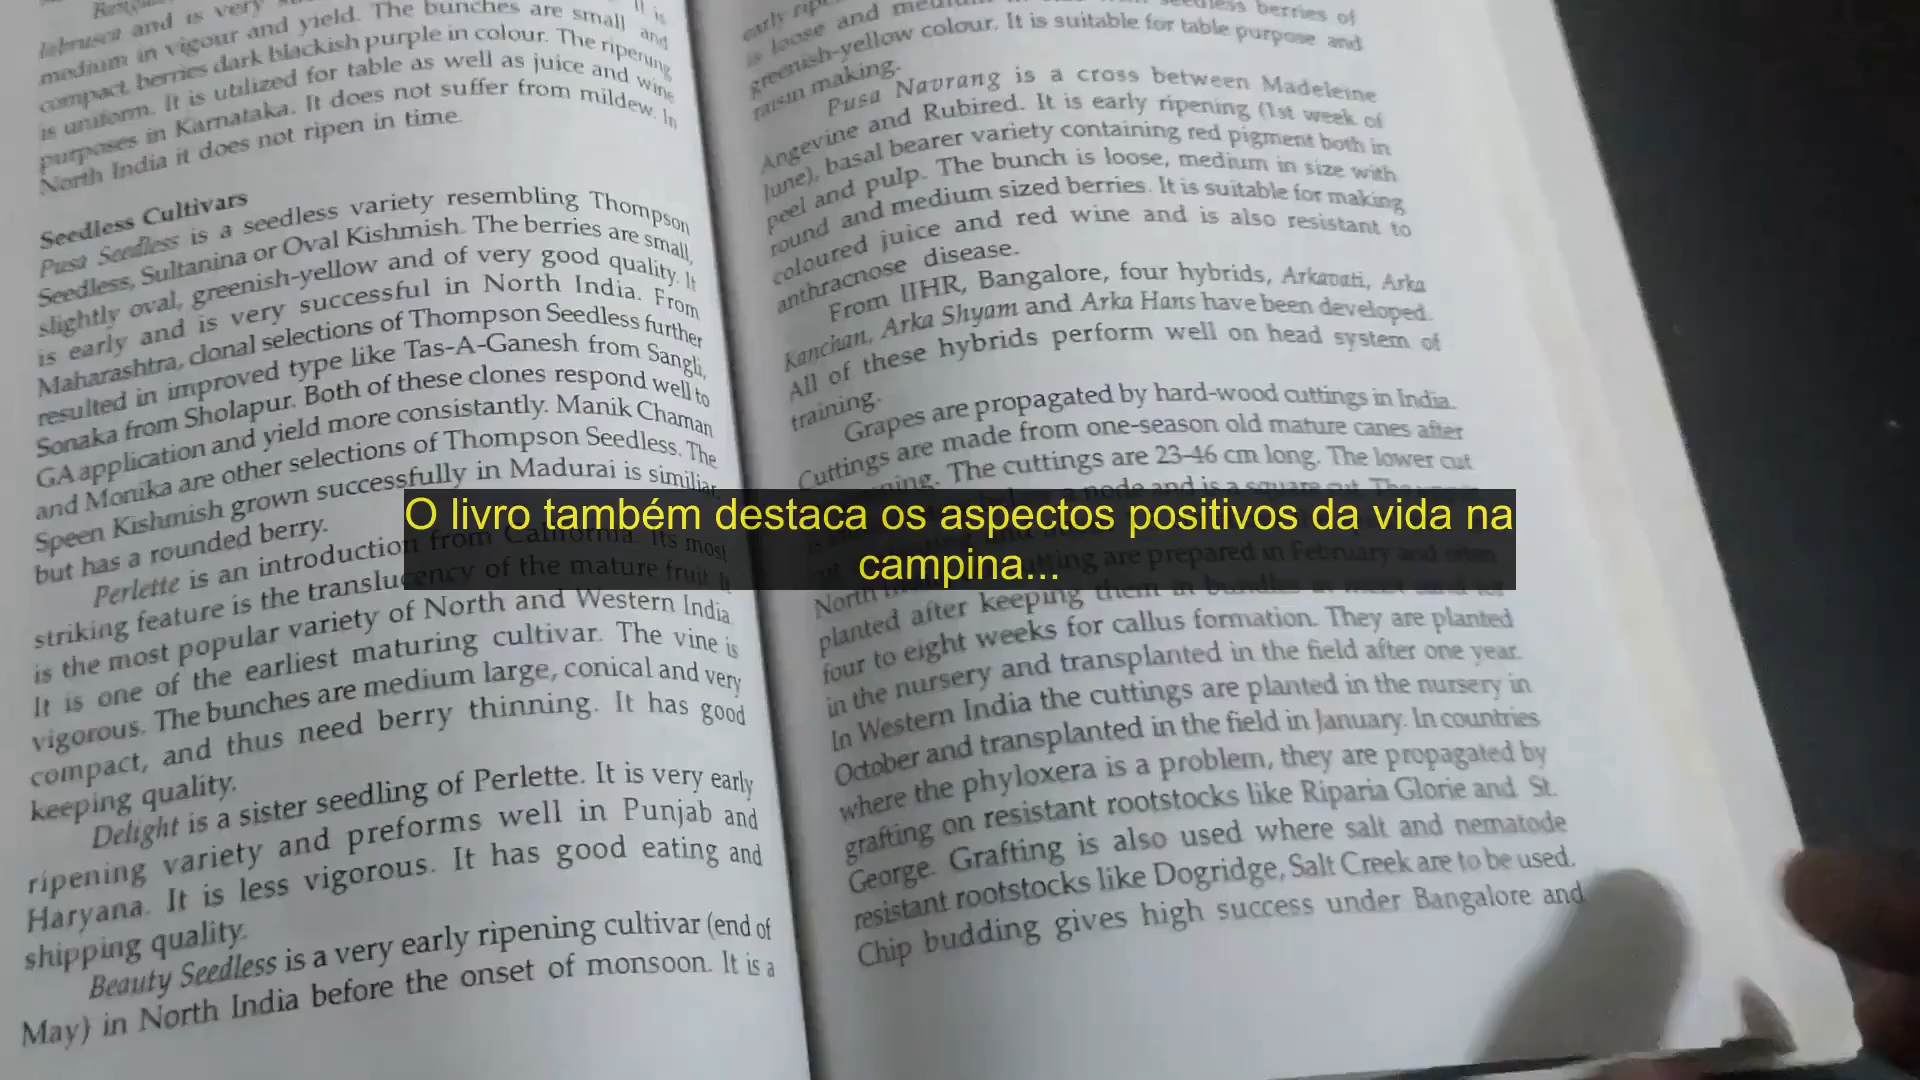 labrusca and is very
medium in vigour and yield. The bunches are small and
compact, berries dark blackish purple in colour. The ripening
is uniform. It is utilized for table as well as juice and wine
purposes in Karnataka. It does not suffer from mildew. In
North India it does not ripen in time.
Seedless Cultivars
Pusa Seedless is a seedless variety resembling Thompson
Seedless, Sultanina or Oval Kishmish. The berries are small,
slightly oval, greenish-yellow and of very good quality. It
is early and is very successful in North India. From
Maharashtra, clonal selections of Thompson Seedless further
resulted in improved type like Tas-A-Ganesh from Sangli,
Sonaka from Sholapur. Both of these clones respond well to
GA application and yield more consistantly. Manik Chaman
and Monika are other selections of Thompson Seedless. The
Speen Kishmish grown successfully in Madurai is similiar,
but has a rounded berry.
Perlette is an introduction from California. Its most
striking feature is the translucency of the mature fruit. It
is the most popular variety of North and Western India.
It is one of the earliest maturing cultivar. The vine is
vigorous. The bunches are medium large, conical and very
compact, and thus need berry thinning. It has good
keeping quality.
Delight is a sister seedling of Perlette. It is very early
ripening variety and preforms well in Punjab and
Haryana. It is less vigorous. It has good eating and
shipping quality.
Beauty Seedless is a very early ripening cultivar (end of
May) in North India before the onset of monsoon. It is a
is loose and medium in size with seedless berries of
greenish-yellow colour. It is suitable for table purpose and
raisin making.
Pusa Navrang is a cross between Madeleine
Angevine and Rubired. It is early ripening (1st week of
June), basal bearer variety containing red pigment both in
peel and pulp. The bunch is loose, medium in size with
round and medium sized berries. It is suitable for making
coloured juice and red wine and is also resistant to
anthracnose disease.
From IIHR, Bangalore, four hybrids, Arkavati, Arka
Kanchan, Arka Shyam and Arka Hans have been developed.
All of these hybrids perform well on head system of
training.
Grapes are propagated by hard-wood cuttings in India.
Cuttings are made from one-season old mature canes after
The cuttings are 23-46 cm long. The lower cut
a node and is a square cut. The
cutting are prepared in February and
North
planted after keeping them in bundles in
four to eight weeks for callus formation. They are planted
in the nursery and transplanted in the field after one year.
In Western India the cuttings are planted in the nursery in
October and transplanted in the field in January. In countries
where the phyloxera is a problem, they are propagated by
grafting on resistant rootstocks like Riparia Glorie and St.
George. Grafting is also used where salt and nematode
resistant rootstocks like Dogridge, Salt Creek are to be used.
Chip budding gives high success under Bangalore and
O livro também destaca os aspectos positivos da vida na
campina...